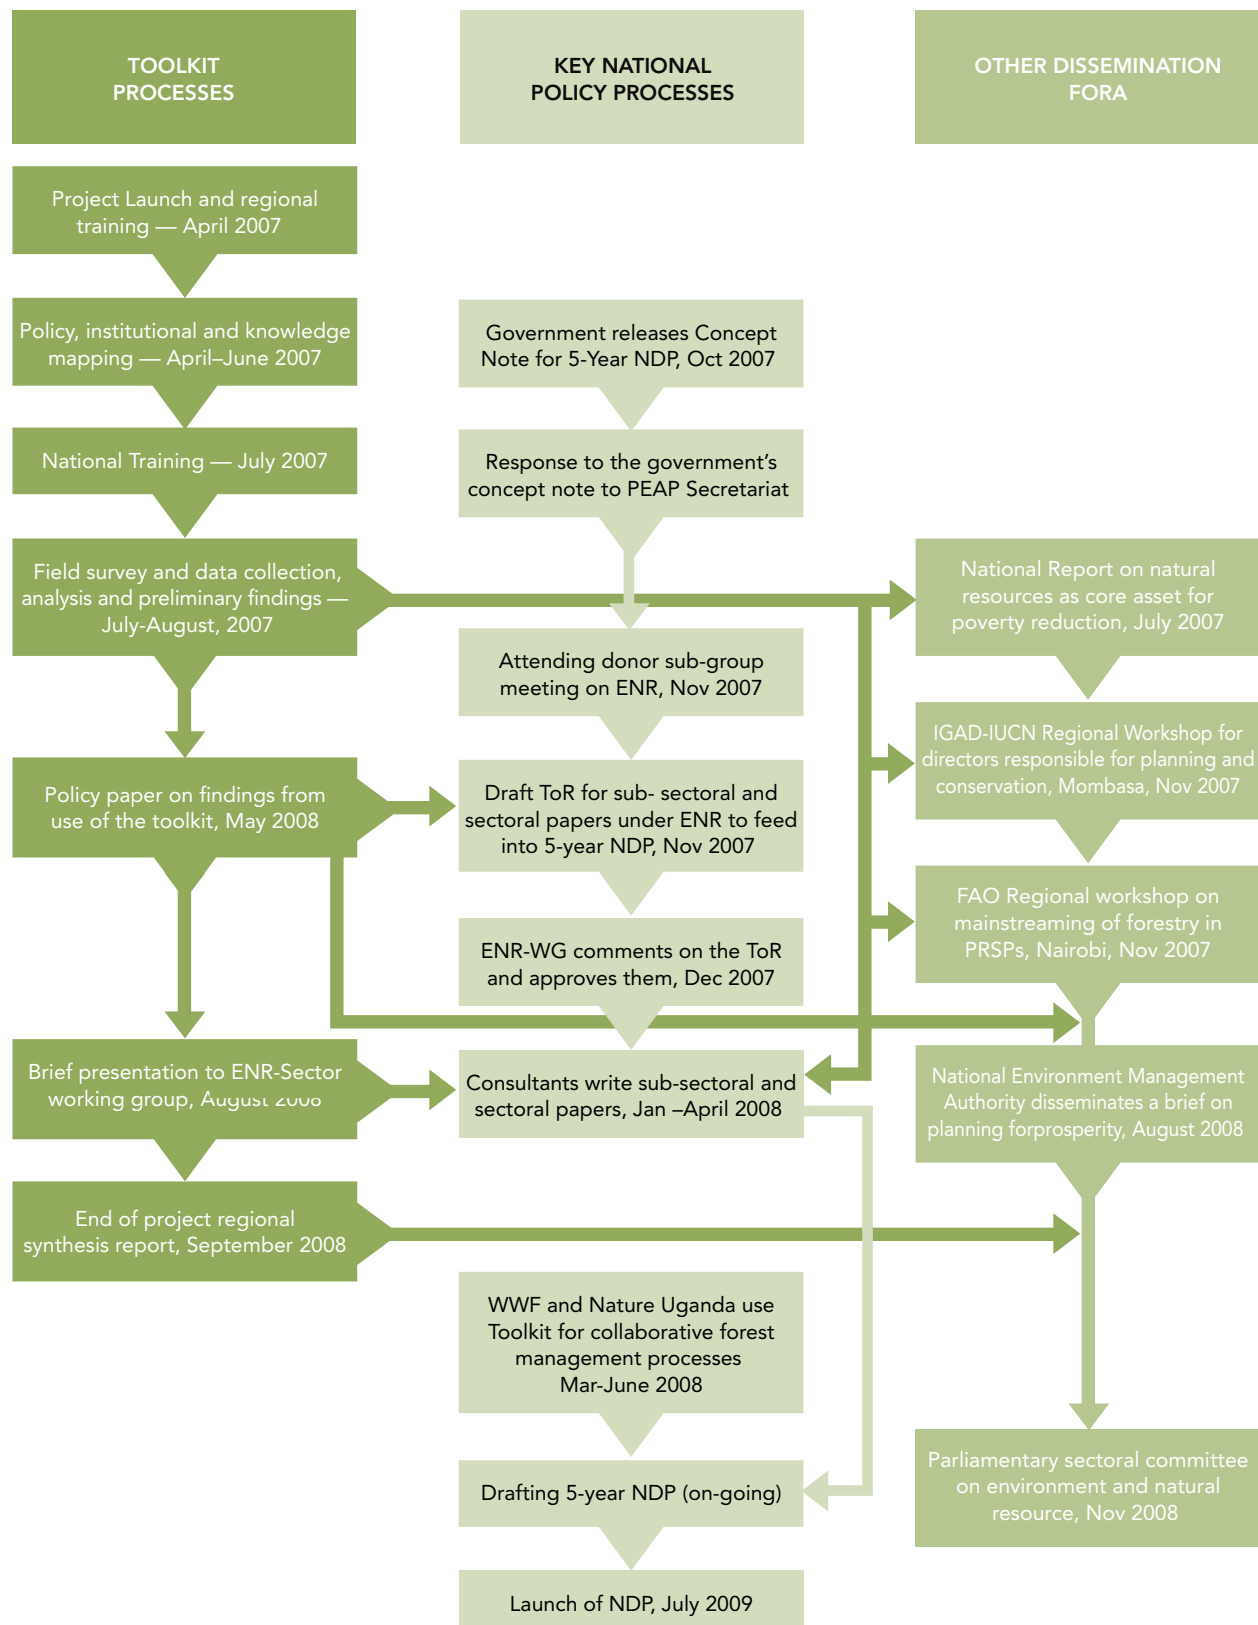 TOOLKIT
PROCESSES
KEY NATIONAL
POLICY PROCESSES
OTHER DISSEMINATION
FORA
Project Launch and regional
training — April 2007
Policy, institutional and knowledge
mapping — April–June 2007
National Training — July 2007
Field survey and data collection,
analysis and preliminary findings —
July-August, 2007
Policy paper on findings from
use of the toolkit, May 2008
Brief presentation to ENR-Sector
working group, August 2008
End of project regional
synthesis report, September 2008
Government releases Concept
Note for 5-Year NDP, Oct 2007
Response to the government’s
concept note to PEAP Secretariat
Attending donor sub-group
meeting on ENR, Nov 2007
Draft ToR for sub- sectoral and
sectoral papers under ENR to feed
into 5-year NDP, Nov 2007
ENR-WG comments on the ToR
and approves them, Dec 2007
Consultants write sub-sectoral and
sectoral papers, Jan –April 2008
WWF and Nature Uganda use
Toolkit for collaborative forest
management processes
Mar-June 2008
Drafting 5-year NDP (on-going)
Launch of NDP, July 2009
National Report on natural
resources as core asset for
poverty reduction, July 2007
IGAD-IUCN Regional Workshop for
directors responsible for planning and
conservation, Mombasa, Nov 2007
FAO Regional workshop on
mainstreaming of forestry in
PRSPs, Nairobi, Nov 2007
National Environment Management
Authority disseminates a brief on
planning forprosperity, August 2008
Parliamentary sectoral committee
on environment and natural
resource, Nov 2008